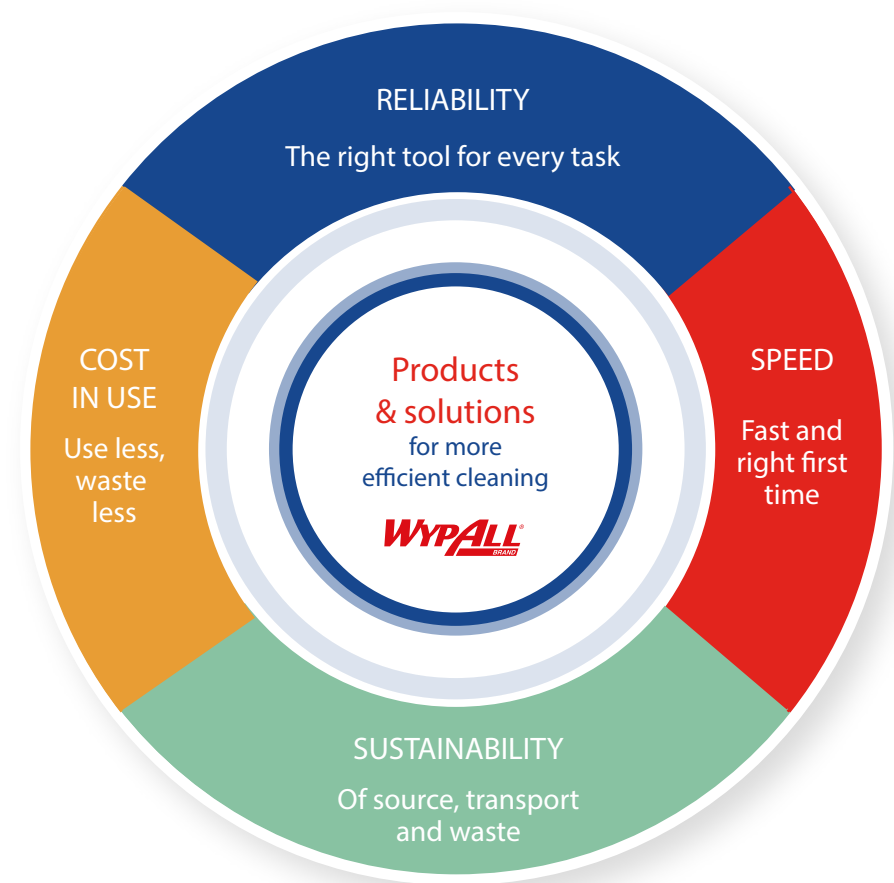 RELIABILITY
The right tool for every task
COST
IN USE
Use less,
waste
less
Products
& solutions
for more
efficient cleaning
WYPALL®
BRAND
SPEED
Fast and
right first
time
SUSTAINABILITY
Of source, transport
and waste